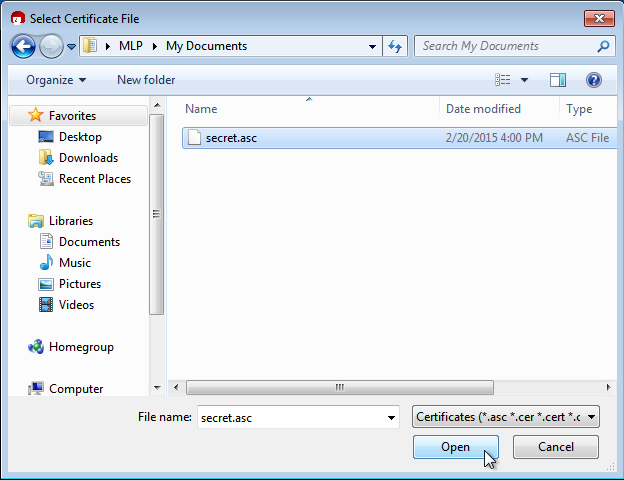 Select Certificate File
MLP My Documents
Search My Documents
Organize New folder
Favorites
Desktop
Downloads
Recent Places
Libraries
Documents
Music
Pictures
Videos
Homegroup
Computer
Name Date modified Type
secret.asc 2/20/2015 4:00 PM ASC File
File name: secret.asc Certificates (*.asc *.cer *.cert *.c
Open Cancel